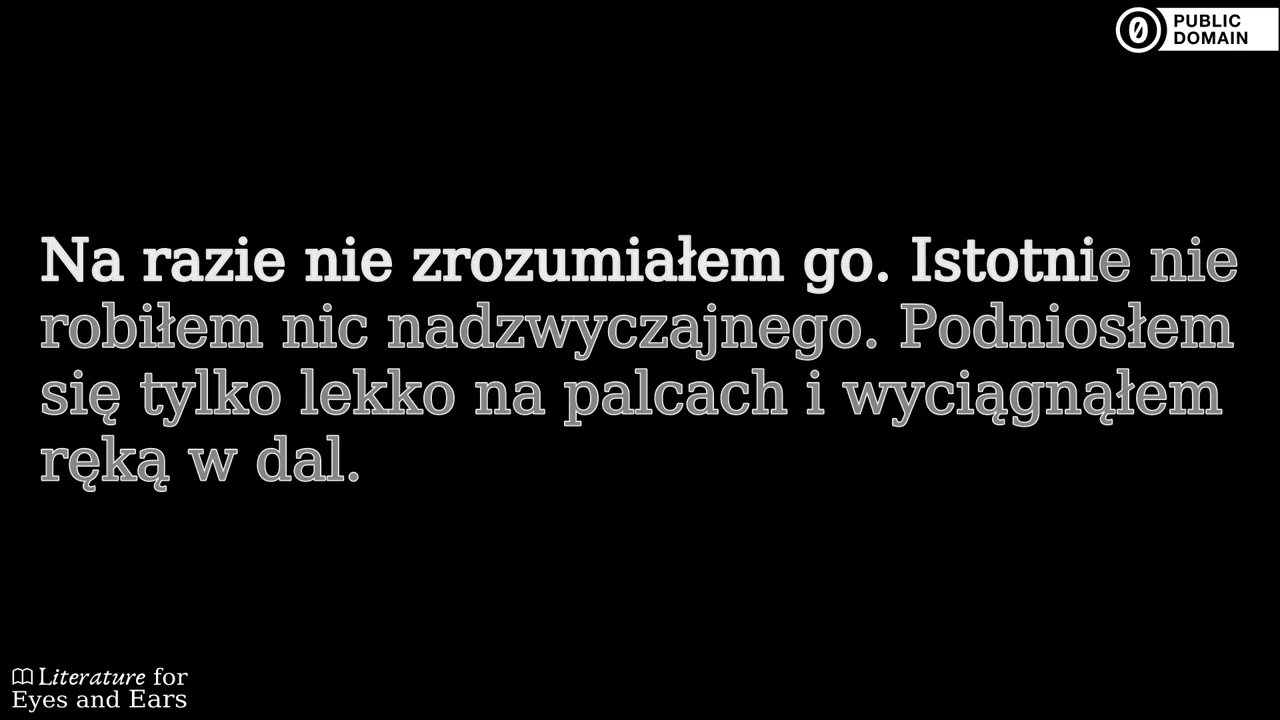 PUBLIC
DOMAIN
Na razie nie zrozumiałem go. Istotnie nie
robiłem nic nadzwyczajnego. Podniosłem
się tylko lekko na palcach i wyciągnąłem
ręką w dal.
Literature for
Eyes and Ears